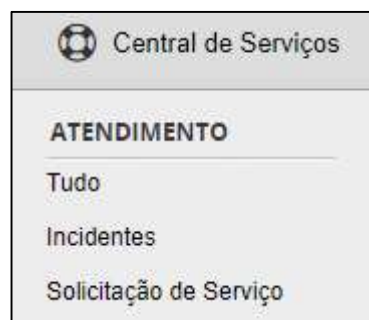 Central de Serviços
ATENDIMENTO
Tudo
Incidentes
Solicitação de Serviço